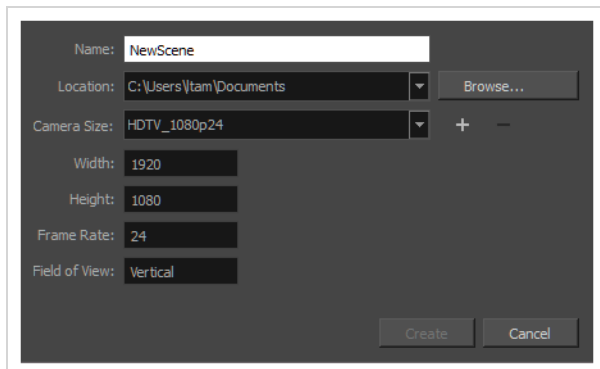 Name: NewScene
Location: C:\Users\ltam\Documents Browse...
Camera Size: HDTV_1080p24
Width: 1920
Height: 1080
Frame Rate: 24
Field of View: Vertical
Create Cancel